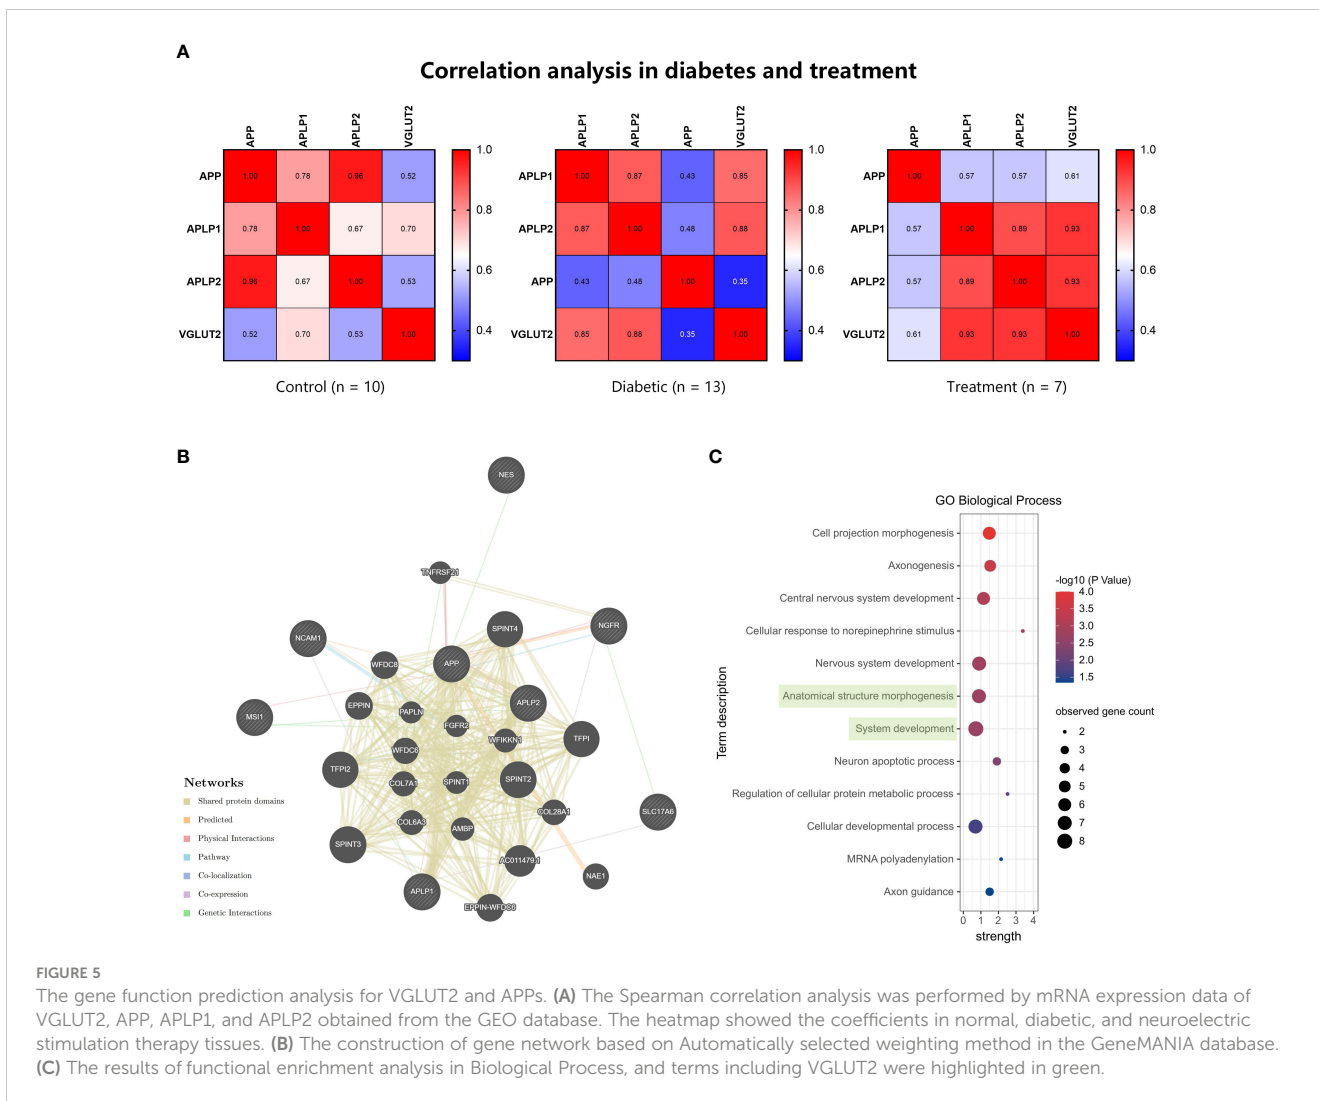 A
Correlation analysis in diabetes and treatment
APP APLP1 APLP2 VGLUT2
APP 1.00 0.78 0.96 0.52
APLP1 0.78 1.00 0.67 0.70
APLP2 0.96 0.67 1.00 0.53
VGLUT2 0.52 0.70 0.53 1.00
1.0
0.8
0.6
0.4
Control (n = 10)
APLP1 APLP2 APP VGLUT2
APLP1 1.00 0.87 0.43 0.85
APLP2 0.87 1.00 0.48 0.88
APP 0.43 0.48 1.00 0.35
VGLUT2 0.85 0.88 0.35 1.00
1.0
0.8
0.6
0.4
Diabetic (n = 13)
APP APLP1 APLP2 VGLUT2
APP 1.00 0.57 0.57 0.61
APLP1 0.57 1.00 0.89 0.93
APLP2 0.57 0.89 1.00 0.93
VGLUT2 0.61 0.93 0.93 1.00
1.0
0.8
0.6
0.4
Treatment (n = 7)
B
NES
TNFRSF21
NCAM1
SPINT4
NGFR
WFDC8
APP
MSI1
EPPIN
PAPLN
APLP2
FGFR2
WFIKKN1
TFPI
WFDC6
TFPI2
COL7A1
SPINT1
SPINT2
COL28A1
SLC17A6
COL6A3
AMBP
SPINT3
AC011479.1
NAE1
APLP1
EPPIN-WFDC6
Networks
Shared protein domains
Predicted
Physical Interactions
Pathway
Co-localization
Co-expression
Genetic Interactions
C
GO Biological Process
Term description
Cell projection morphogenesis
Axonogenesis
Central nervous system development
Cellular response to norepinephrine stimulus
Nervous system development
Anatomical structure morphogenesis
System development
Neuron apoptotic process
Regulation of cellular protein metabolic process
Cellular developmental process
MRNA polyadenylation
Axon guidance
0 1 2 3 4
strength
-log10 (P Value)
4.0
3.5
3.0
2.5
2.0
1.5
observed gene count
2
3
4
5
6
7
8
FIGURE 5
The gene function prediction analysis for VGLUT2 and APPs. (A) The Spearman correlation analysis was performed by mRNA expression data of
VGLUT2, APP, APLP1, and APLP2 obtained from the GEO database. The heatmap showed the coefficients in normal, diabetic, and neuroelectric
stimulation therapy tissues. (B) The construction of gene network based on Automatically selected weighting method in the GeneMANIA database.
(C) The results of functional enrichment analysis in Biological Process, and terms including VGLUT2 were highlighted in green.